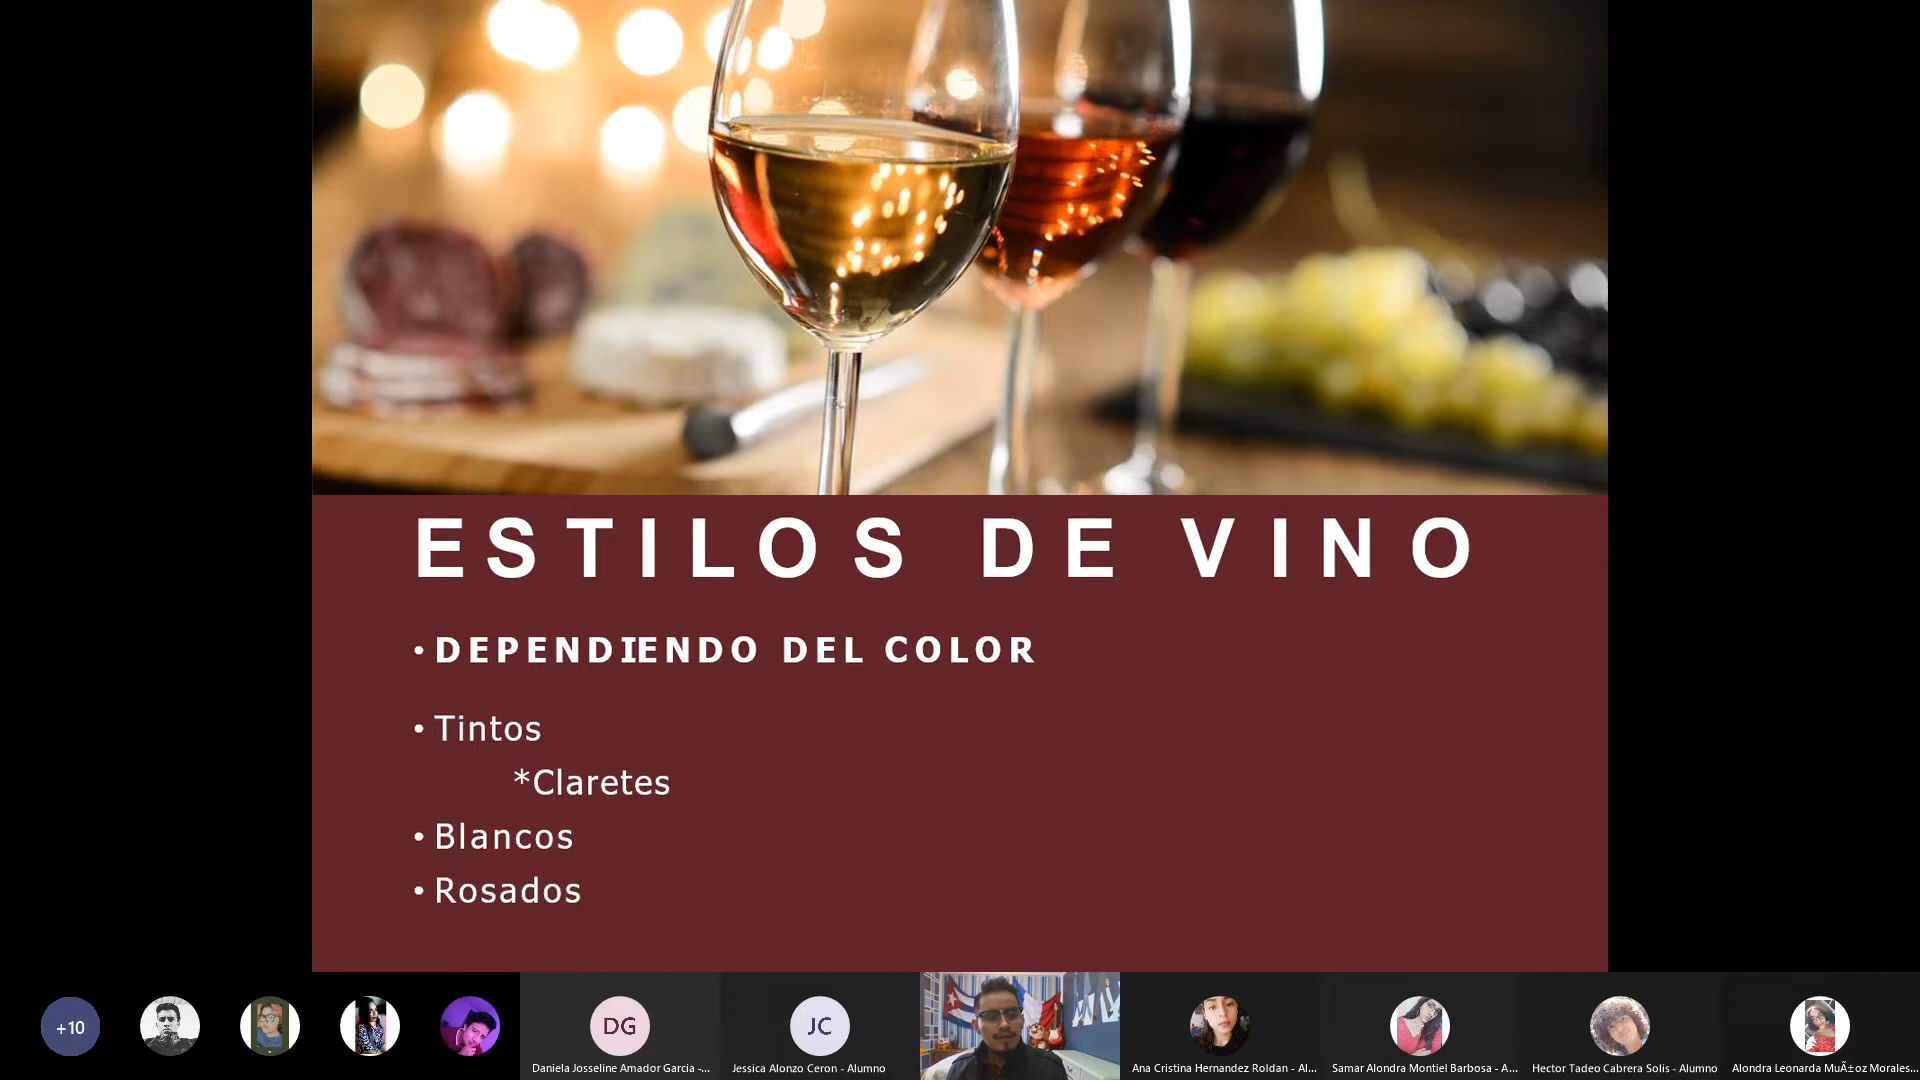 ESTILOS DE VINO
• DEPENDIENDO DEL COLOR
• Tintos
*Claretes
• Blancos
• Rosados
+10
DG
JC
Daniela Josseline Amador Garcia -...
Jessica Alonzo Ceron - Alumno
Ana Cristina Hernandez Roldan - Al...
Samar Alondra Montiel Barbosa - A...
Hector Tadeo Cabrera Solis - Alumno
Alondra Leonarda MuÃ±oz Morales...